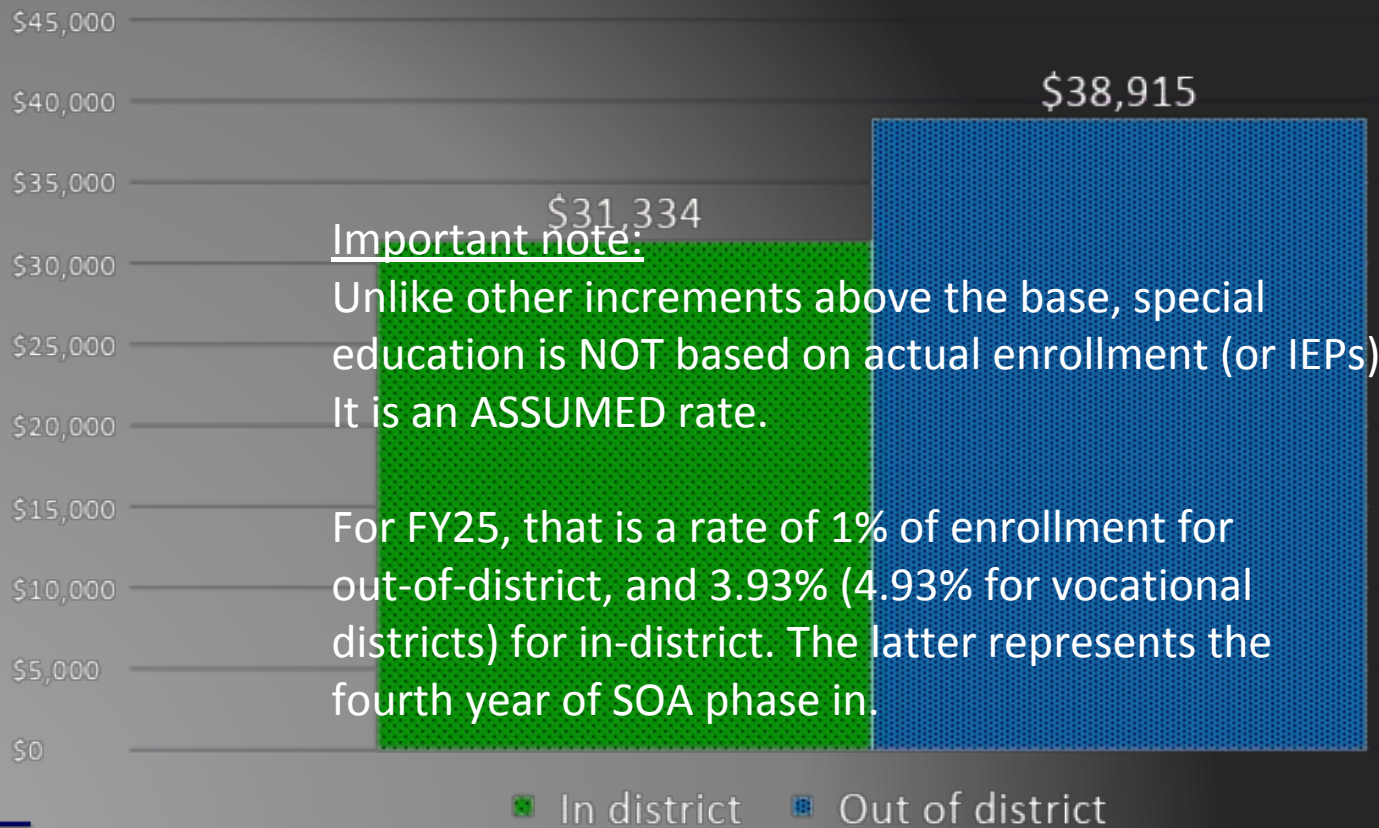 $45,000
$40,000
$38,915
$35,000
$31,334
Important note:
$30,000
Unlike other increments above the base, special
$25,000
education is NOT based on actual enrollment (or IEPs)
It is an ASSUMED rate.
$20,000
$15,000
For FY25, that is a rate of 1% of enrollment for
$10,000
out-of-district, and 3.93% (4.93% for vocational
districts) for in-district. The latter represents the
$5,000
fourth year of SOA phase in.
$0
In district Out of district